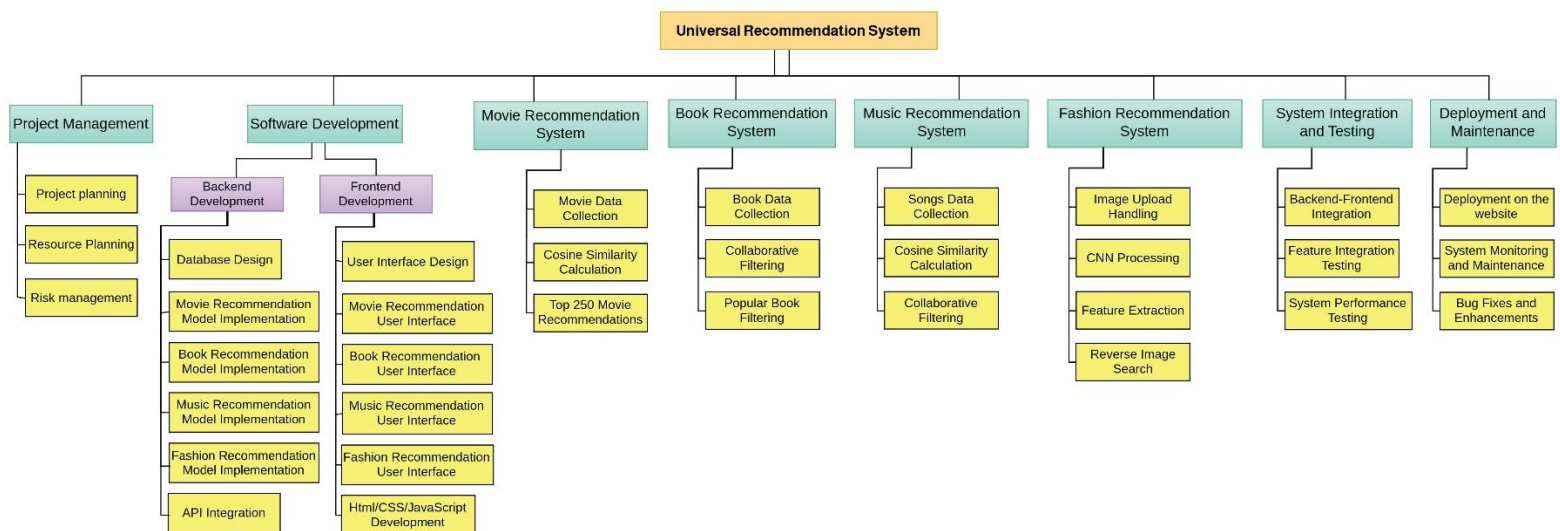 Universal Recommendation System
Project Management
Software Development
Movie Recommendation
System
Book Recommendation
System
Music Recommendation
System
Fashion Recommendation
System
System Integration
and Testing
Deployment and
Maintenance
Project planning
Resource Planning
Risk management
Backend
Development
Database Design
Movie Recommendation
Model Implementation
Book Recommendation
Model Implementation
Music Recommendation
Model Implementation
Fashion Recommendation
Model Implementation
API Integration
Frontend
Development
User Interface Design
Movie Recommendation
User Interface
Book Recommendation
User Interface
Music Recommendation
User Interface
Fashion Recommendation
User Interface
Html/CSS/JavaScript
Development
Movie Data
Collection
Cosine Similarity
Calculation
Top 250 Movie
Recommendations
Book Data
Collection
Collaborative
Filtering
Popular Book
Filtering
Songs Data
Collection
Cosine Similarity
Calculation
Collaborative
Filtering
Image Upload
Handling
CNN Processing
Feature Extraction
Reverse Image
Search
Backend-Frontend
Integration
Feature Integration
Testing
System Performance
Testing
Deployment on the
website
System Monitoring
and Maintenance
Bug Fixes and
Enhancements